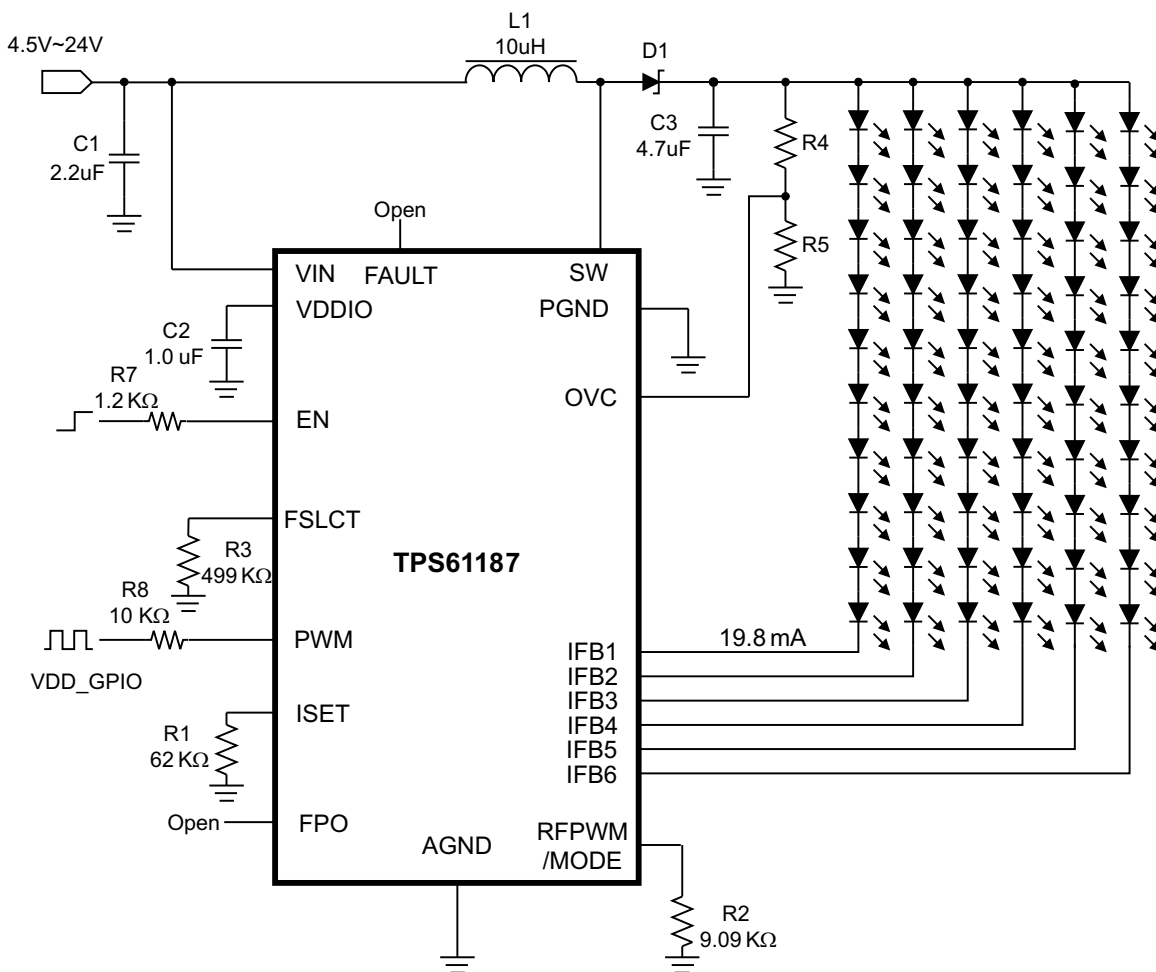 L1
10uH
4.5V~24V
D1
C1
2.2uF
C3
4.7uF
R4
R5
Open
VIN
FAULT
SW
VDDIO
PGND
C2
1.0 uF
R7
1.2 KΩ
EN
OVC
FSLCT
R3
499 KΩ
TPS61187
R8
10 KΩ
PWM
VDD_GPIO
ISET
R1
62 KΩ
19.8 mA
IFB1
IFB2
IFB3
IFB4
IFB5
IFB6
Open
FPO
AGND
RFPWM
/MODE
R2
9.09 KΩ